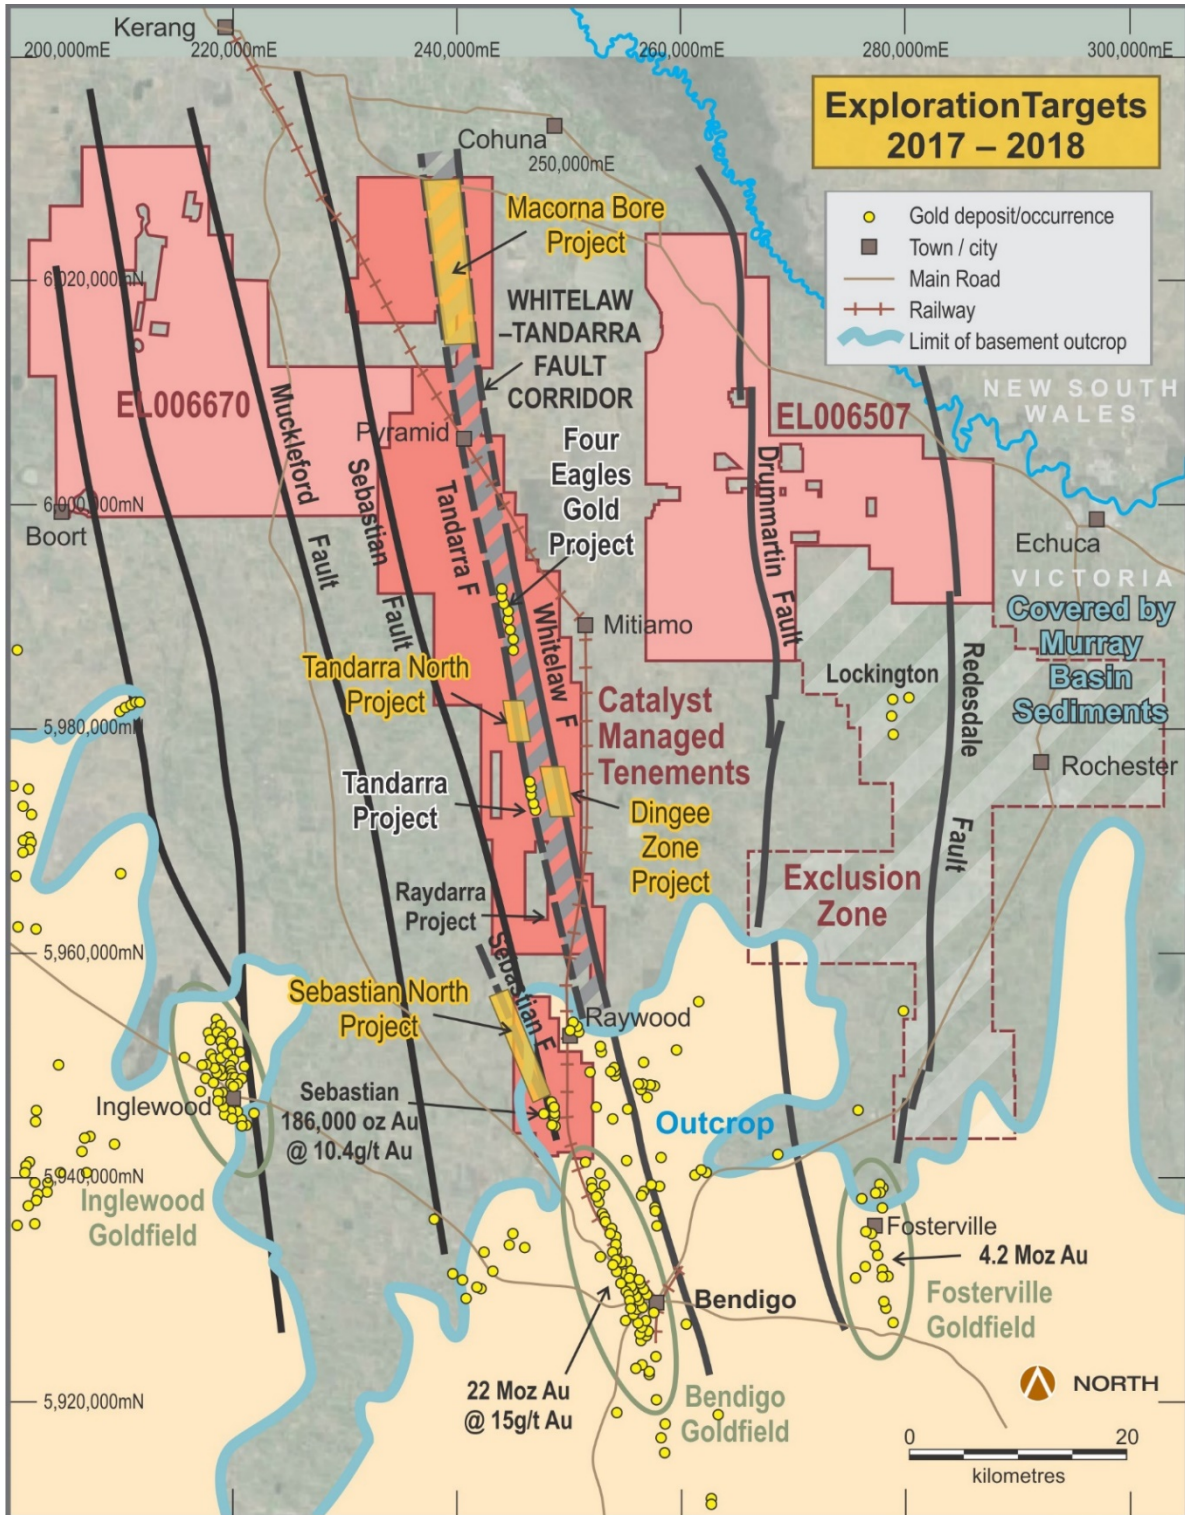 Kerang
200,000mE
220,000mE
240,000mE
260,000mE
280,000mE
300,000mE
ExplorationTargets
2017 – 2018
Cohuna
250,000mE
Gold deposit/occurrence
Town / city
Main Road
Railway
Limit of basement outcrop
Macorna Bore
Project
6,020,000mN
WHITELAW
–TANDARRA
FAULT
CORRIDOR
NEW SOUTH
WALES
EL006670
EL006507
Muckleford
Fault
Sebastian
Fault
Pyramid
Tandarra F
Four
Eagles
Gold
Project
Drummartin
Fault
6,000,000mN
Boort
Echuca
VICTORIA
Covered by
Murray
Basin
Sediments
Whitelaw F
Mitiamo
Tandarra North
Project
Lockington
Redesdale
Fault
Catalyst
Managed
Tenements
5,980,000mN
Rochester
Tandarra
Project
Dingee
Zone
Project
Exclusion
Zone
Raydarra
Project
5,960,000mN
Sebastian F
Sebastian North
Project
Raywood
Inglewood
Sebastian
186,000 oz Au
@ 10.4g/t Au
Outcrop
5,940,000mN
Inglewood
Goldfield
Fosterville
4.2 Moz Au
Fosterville
Goldfield
Bendigo
22 Moz Au
@ 15g/t Au
Bendigo
Goldfield
5,920,000mN
NORTH
0
20
kilometres